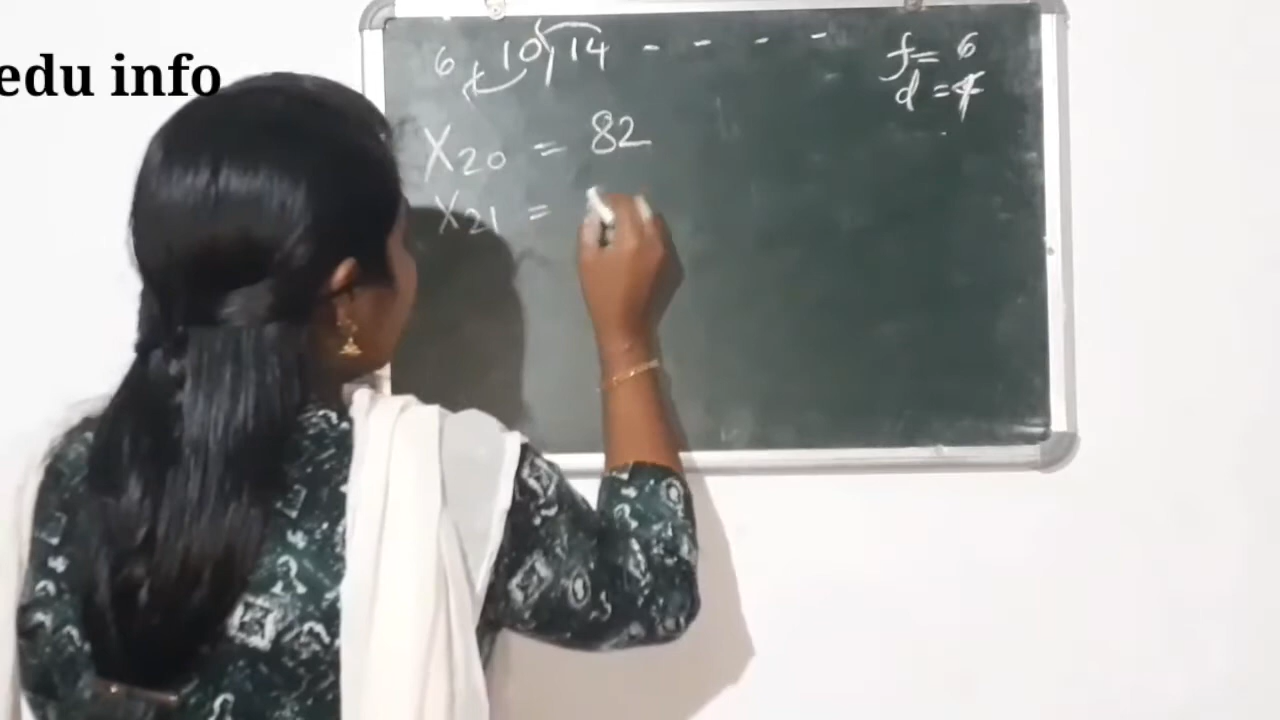 edu info
6, 10, 14 - - - -
f = 6
d = 4
X20 = 82
X21 =